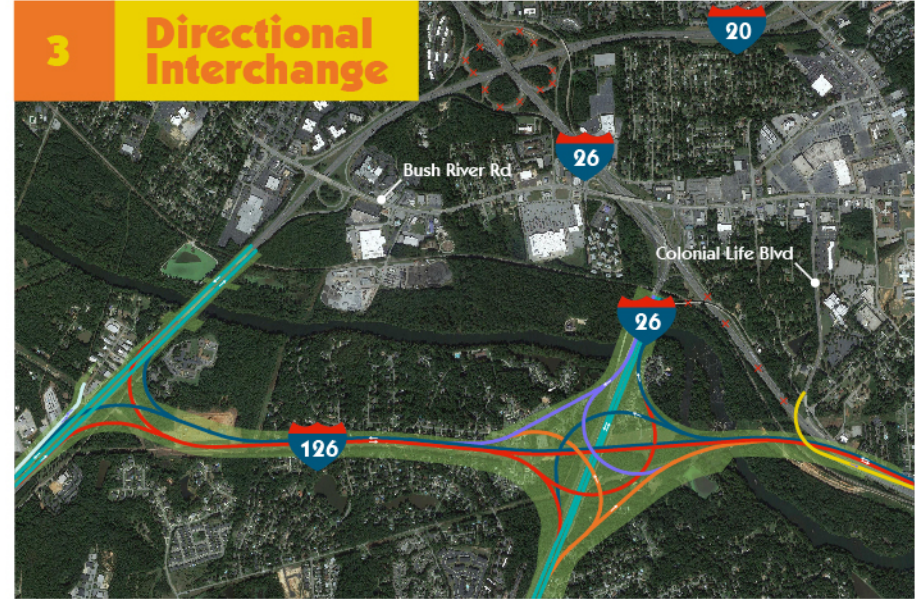 3
Directional
Interchange
20
26
Bush River Rd
Colonial Life Blvd
26
126